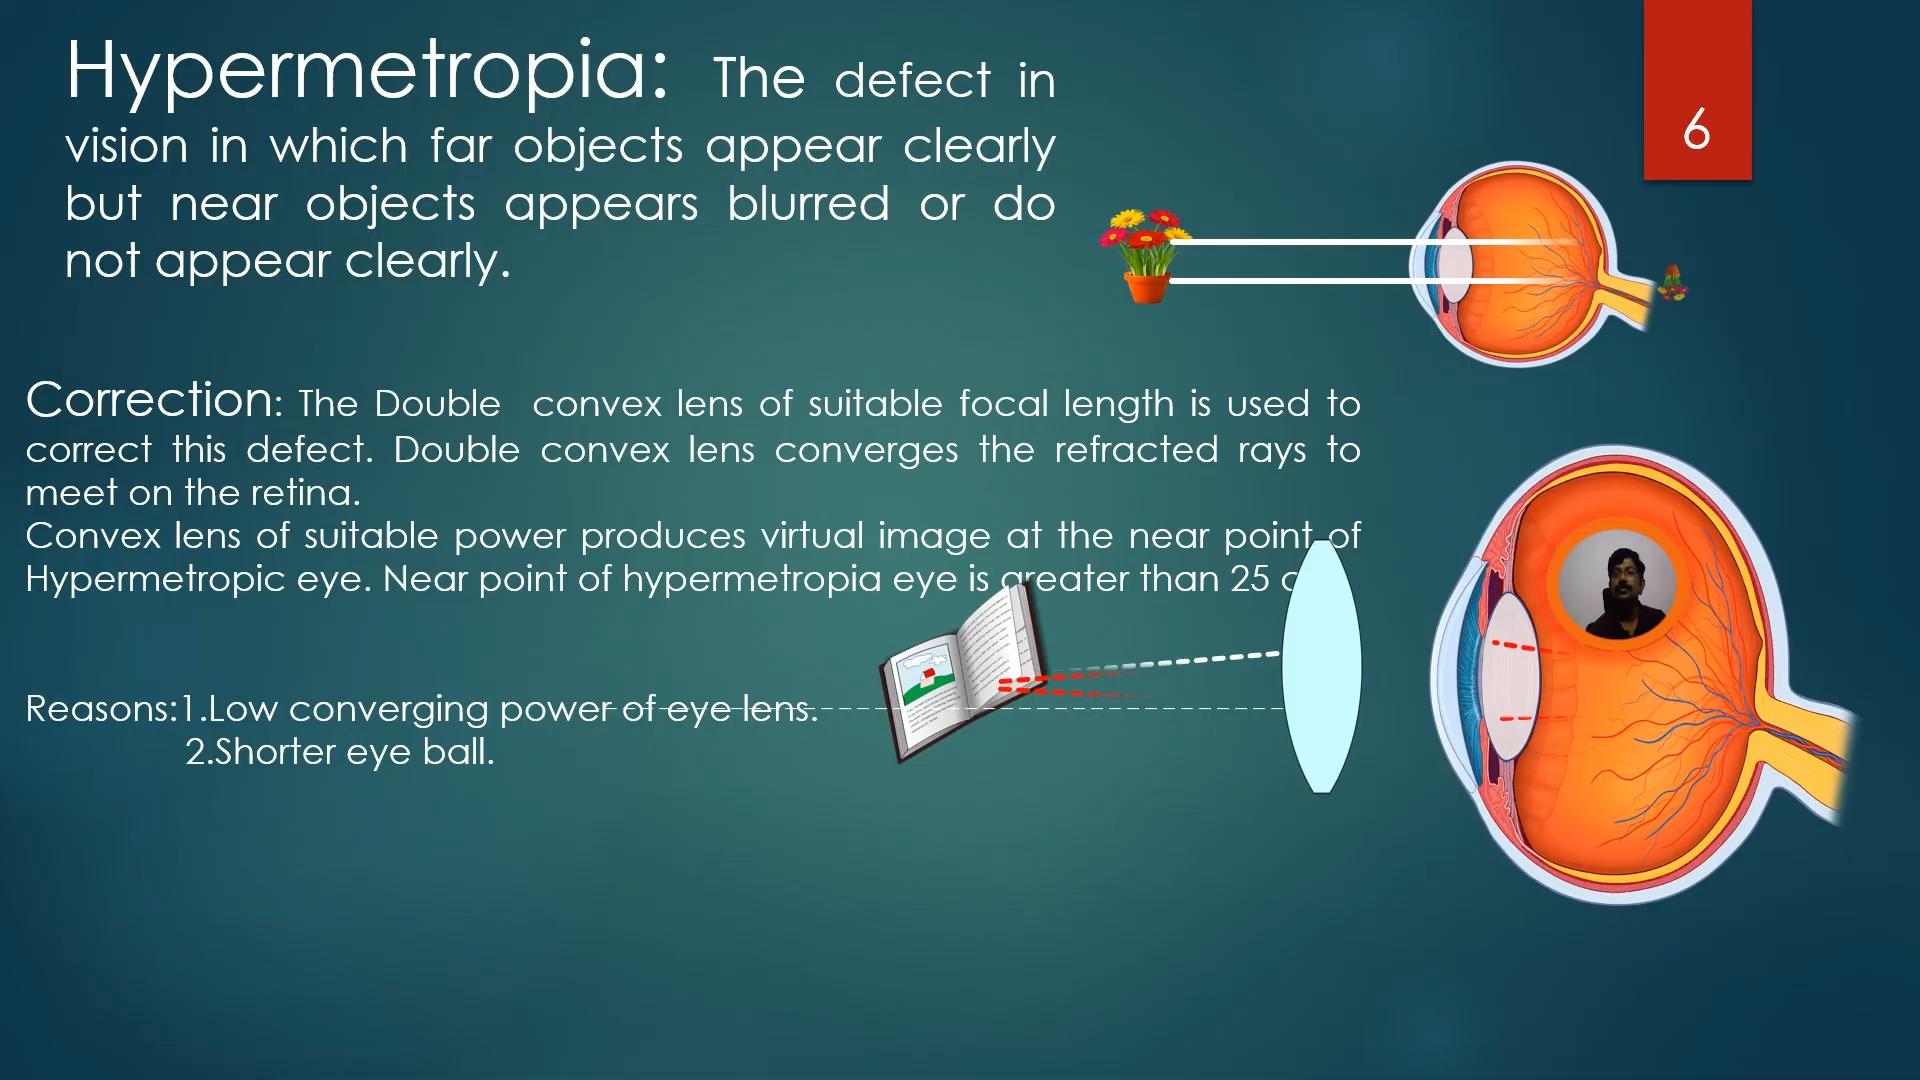 Hypermetropia: The defect in
vision in which far objects appear clearly
but near objects appears blurred or do
not appear clearly.
6
Correction: The Double convex lens of suitable focal length is used to
correct this defect. Double convex lens converges the refracted rays to
meet on the retina.
Convex lens of suitable power produces virtual image at the near point of
Hypermetropic eye. Near point of hypermetropia eye is greater than 25
Reasons:1.Low converging power of eye lens.
2.Shorter eye ball.